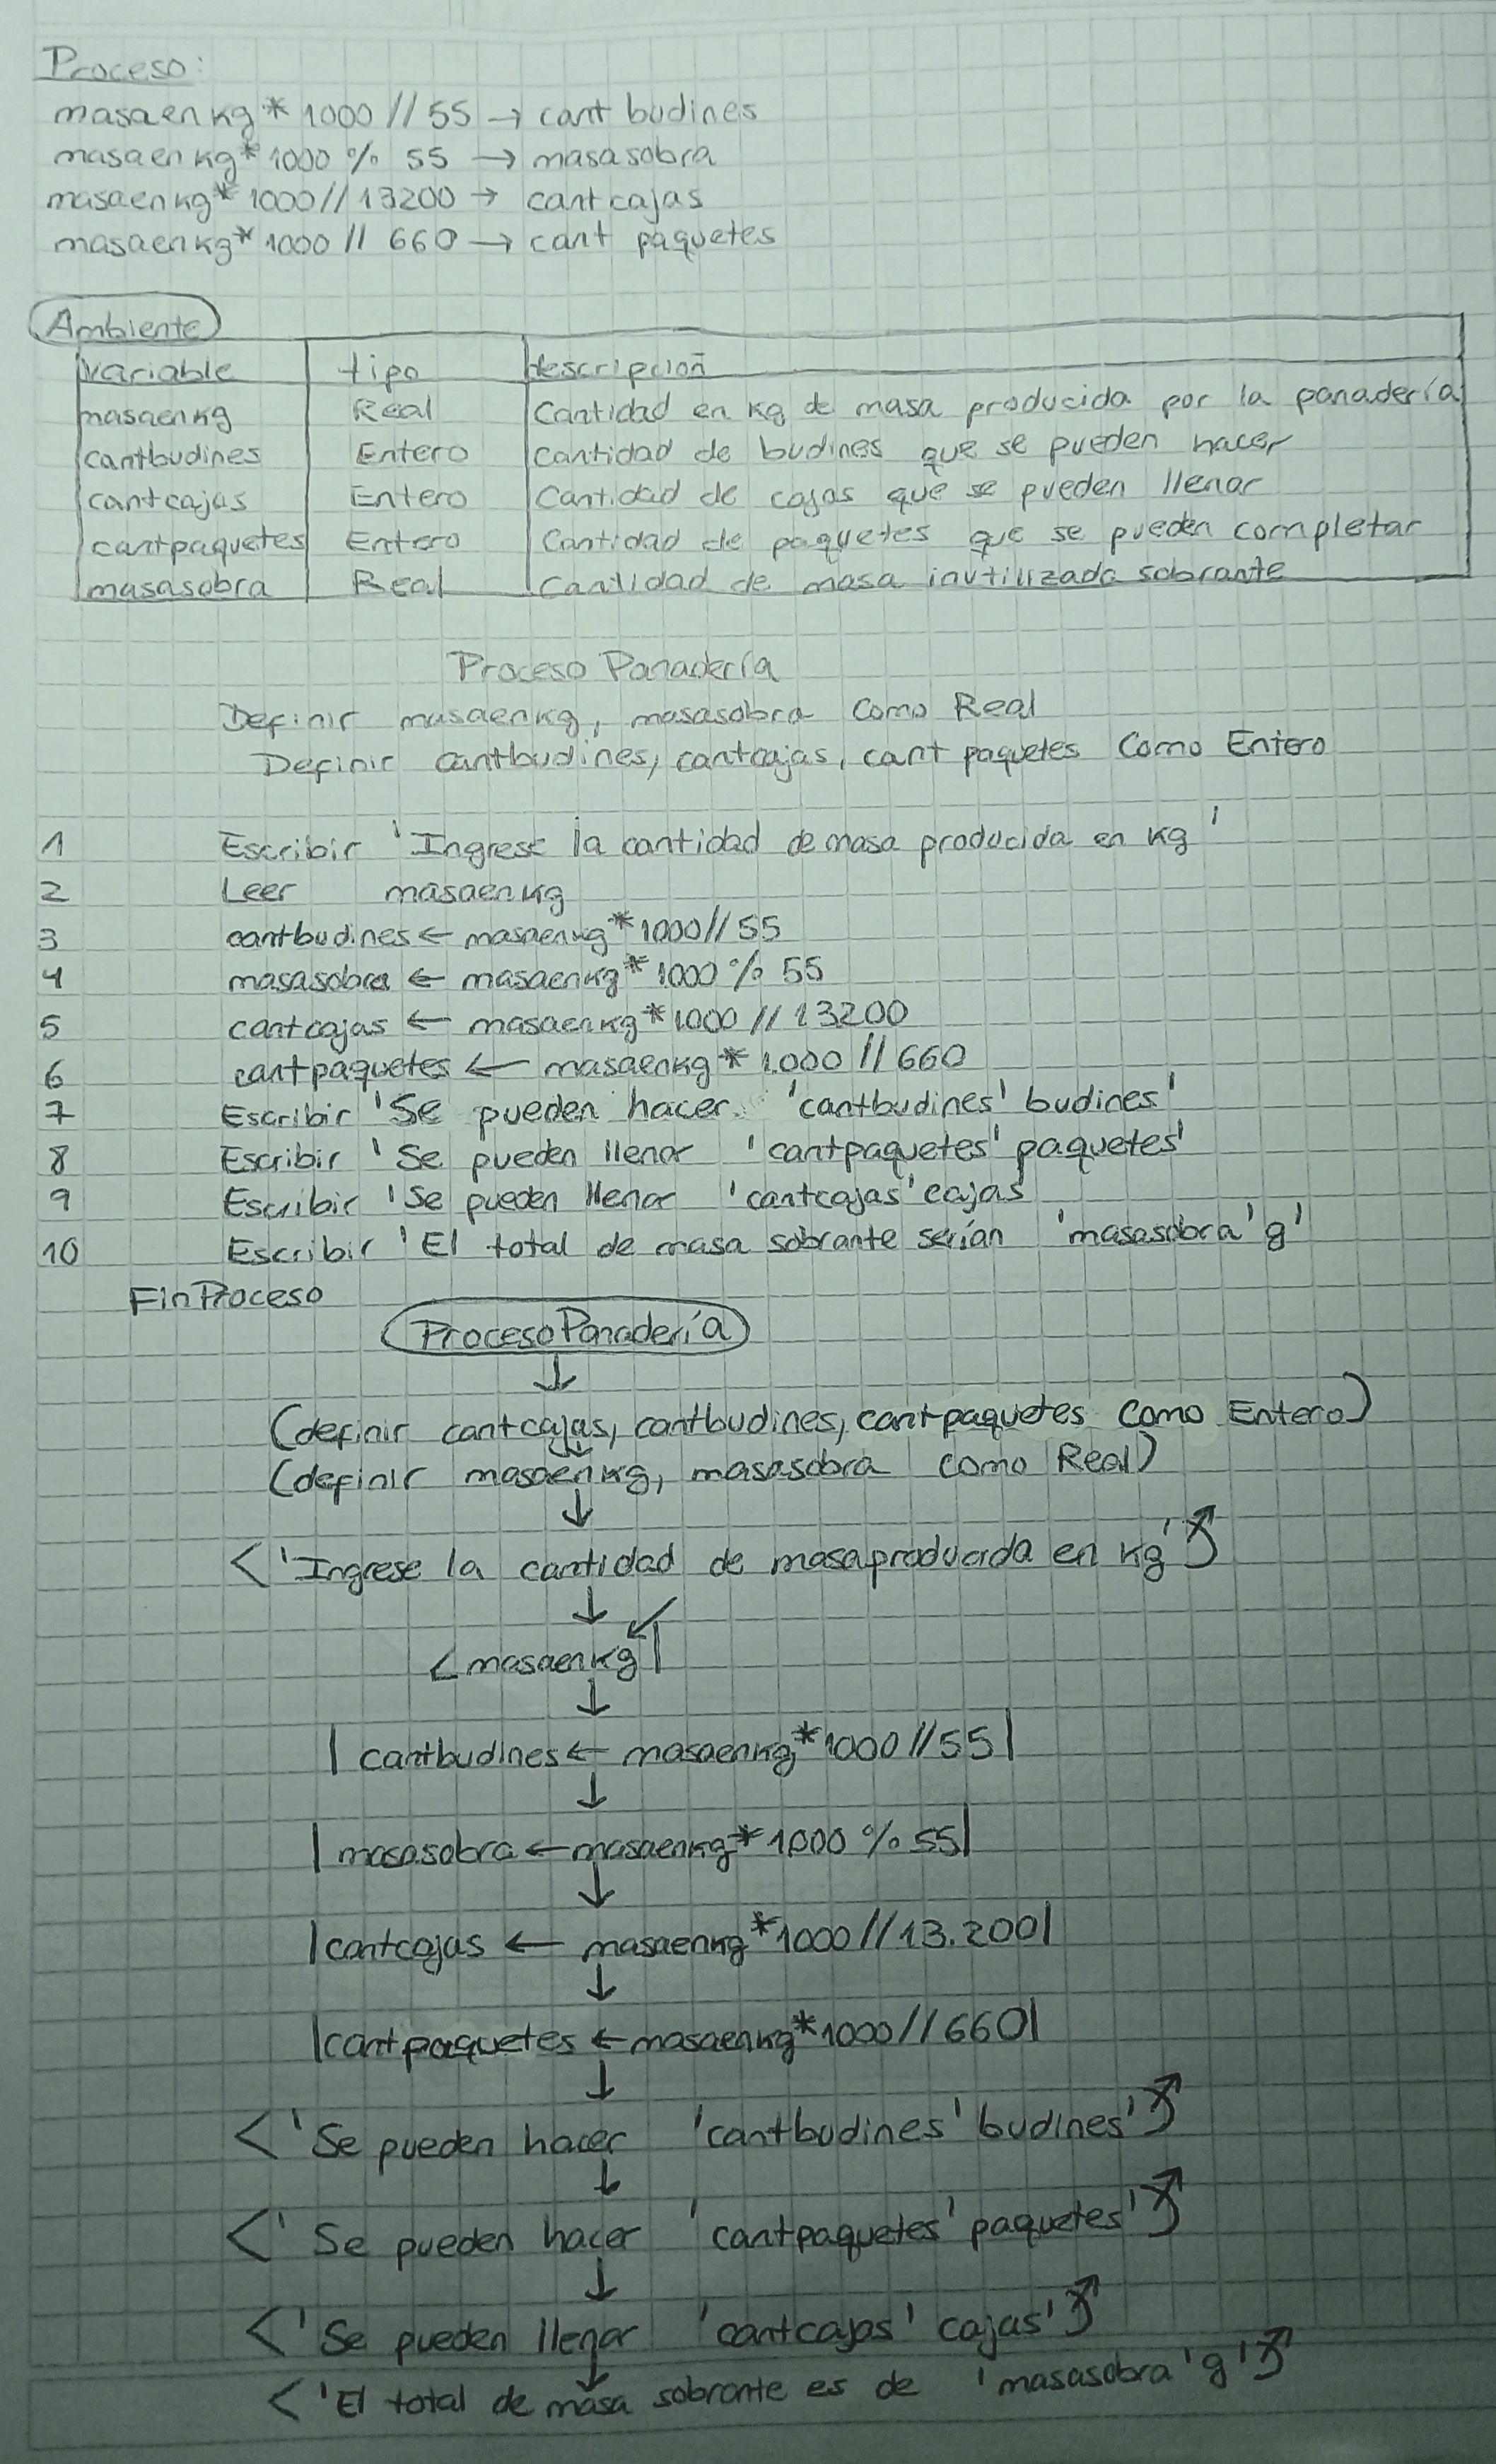 Proceso:
masaenkg * 1000 // 55 → cant budines
masaenkg * 1000 % 55 → masasobra
masaenkg * 1000 // 13200 → cantcajas
masaenkg * 1000 // 660 → cant paquetes
Ambiente
variable tipo descripción
masaenkg Real Cantidad en kg de masa producida por la panadería
cantbudines Entero Cantidad de budines que se pueden hacer
cantcajas Entero Cantidad de cajas que se pueden llenar
cantpaquetes Entero Cantidad de paquetes que se pueden completar
masasobra Real Cantidad de masa inutilizada sobrante
Proceso Panadería
Definir masaenkg, masasobra Como Real
Definir cantbudines, cantcajas, cant paquetes Como Entero
1 Escribir 'Ingrese la cantidad de masa producida en kg'
2 Leer masaenkg
3 cantbudines ← masaenkg * 1000 // 55
4 masasobra ← masaenkg * 1000 % 55
5 cantcajas ← masaenkg * 1000 // 13200
6 cantpaquetes ← masaenkg * 1000 // 660
7 Escribir 'Se pueden hacer 'cantbudines' budines'
8 Escribir 'Se pueden llenar 'cantpaquetes' paquetes'
9 Escribir 'Se pueden llenar 'cantcajas' cajas
10 Escribir 'El total de masa sobrante serían 'masasobra' g'
FinProceso
ProcesoPanadería
↓
(definir cantcajas, cantbudines, cantpaquetes Como Entero)
↓
(definir masaenkg, masasobra como Real)
↓
< 'Ingrese la cantidad de masa producida en kg' ↗
↓
< masaenkg | ↙
↓
| cantbudines ← masaenkg * 1000 // 55 |
↓
| masasobra ← masaenkg * 1000 % 55 |
↓
| cantcajas ← masaenkg * 1000 // 13.200 |
↓
| cantpaquetes ← masaenkg * 1000 // 660 |
↓
< 'Se pueden hacer 'cantbudines' budines' ↗
↓
< 'Se pueden hacer 'cantpaquetes' paquetes' ↗
↓
< 'Se pueden llenar 'cantcajas' cajas' ↗
↓
< 'El total de masa sobrante es de 'masasobra' g' ↗